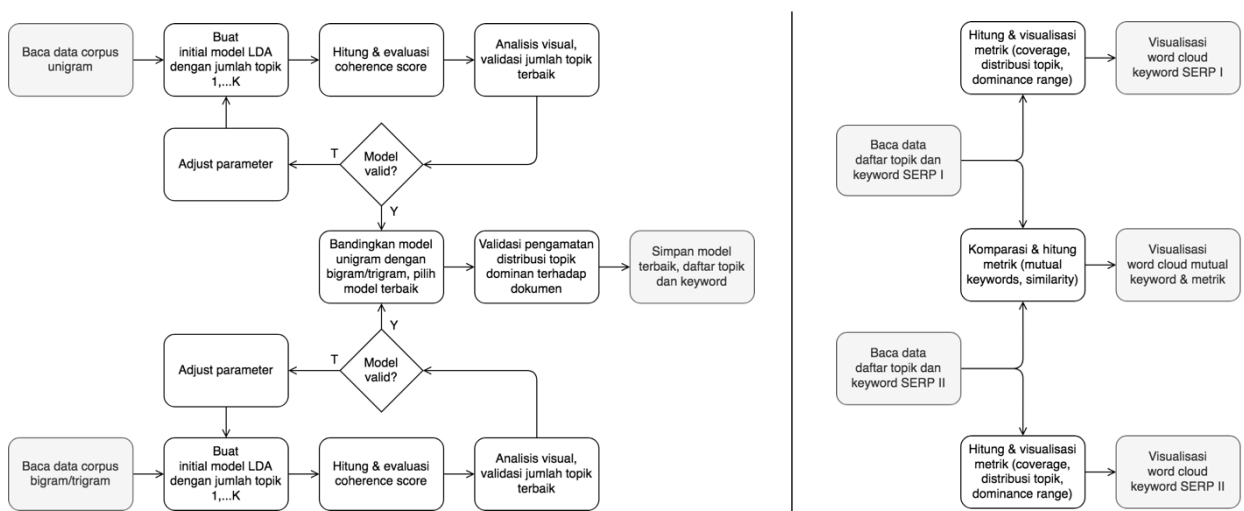 Baca data corpus
unigram
Buat
initial model LDA
dengan jumlah topik
1,...K
Hitung & evaluasi
coherence score
Analisis visual,
validasi jumlah topik
terbaik
Adjust parameter
T
Model
valid?
Y
Bandingkan model
unigram dengan
bigram/trigram, pilih
model terbaik
Validasi pengamatan
distribusi topik
dominan terhadap
dokumen
Simpan model
terbaik, daftar topik
dan keyword
Y
Adjust parameter
T
Model
valid?
Baca data corpus
bigram/trigram
Buat
initial model LDA
dengan jumlah topik
1,...K
Hitung & evaluasi
coherence score
Analisis visual,
validasi jumlah topik
terbaik
Hitung & visualisasi
metrik (coverage,
distribusi topik,
dominance range)
Visualisasi
word cloud
keyword SERP I
Baca data
daftar topik dan
keyword SERP I
Komparasi & hitung
metrik (mutual
keywords, similarity)
Visualisasi
word cloud mutual
keyword & metrik
Baca data
daftar topik dan
keyword SERP II
Hitung & visualisasi
metrik (coverage,
distribusi topik,
dominance range)
Visualisasi
word cloud
keyword SERP II